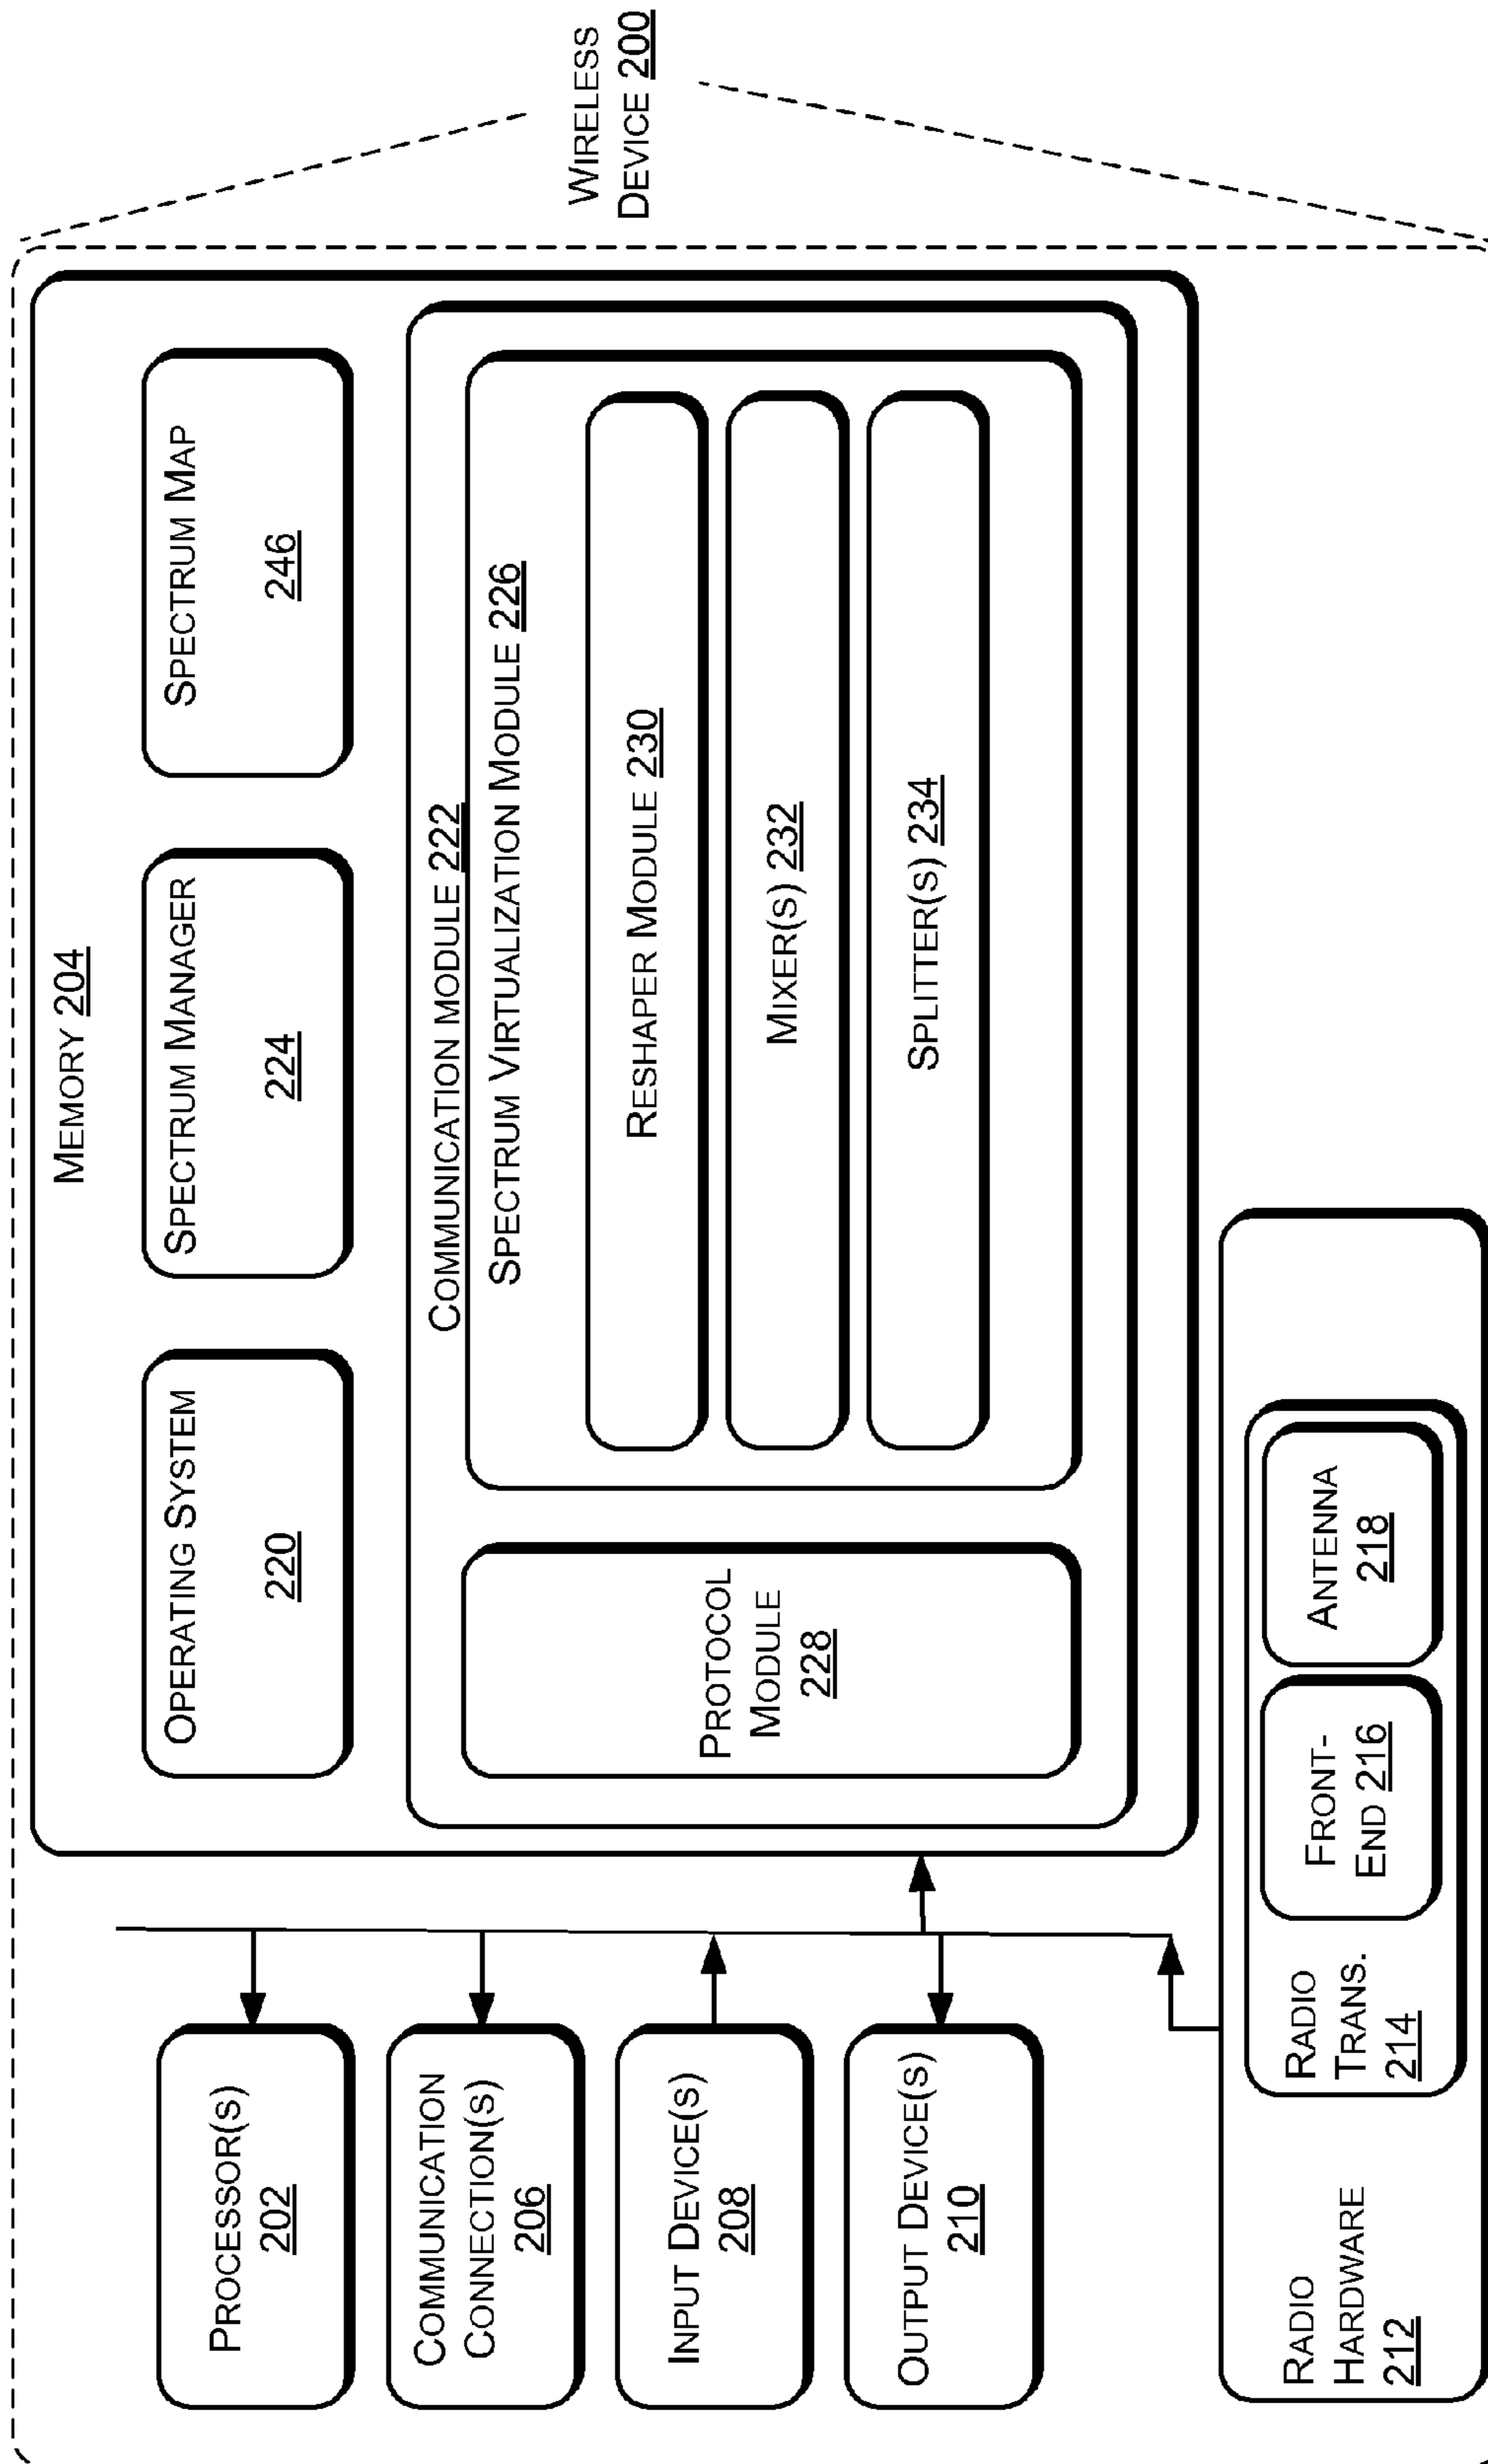 WIRELESS
DEVICE 200
PROCESSOR(S)
202
COMMUNICATION
CONNECTION(S)
206
INPUT DEVICE(S)
208
OUTPUT DEVICE(S)
210
MEMORY 204
OPERATING SYSTEM
220
SPECTRUM MANAGER
224
SPECTRUM MAP
246
COMMUNICATION MODULE 222
PROTOCOL
MODULE
228
SPECTRUM VIRTUALIZATION MODULE 226
RESHAPER MODULE 230
MIXER(S) 232
SPLITTER(S) 234
RADIO
HARDWARE
212
RADIO
TRANS.
214
FRONT-
END 216
ANTENNA
218